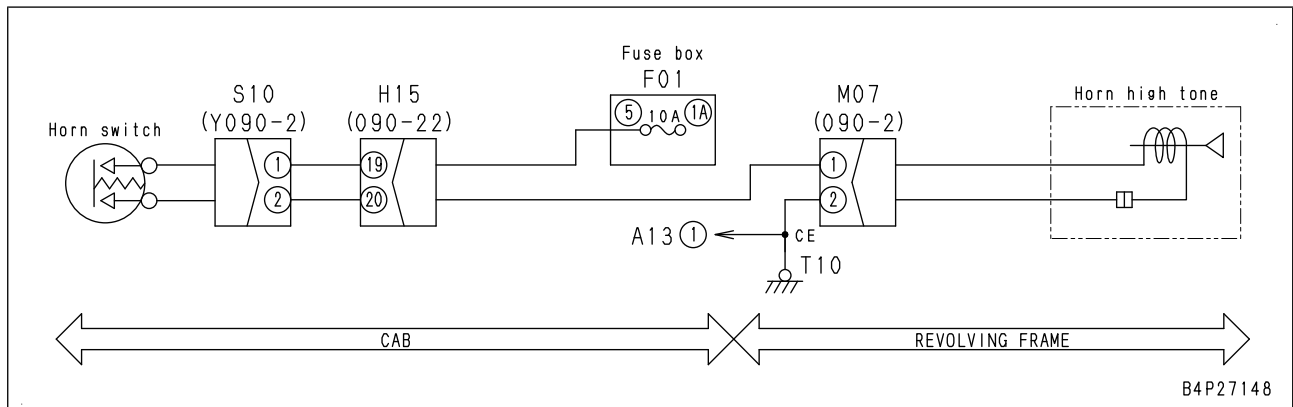 Fuse box
F01
⑤ 10A ①A
S10
(Y090-2)
H15
(090-22)
M07
(090-2)
Horn high tone
Horn switch
1
19
1
2
20
2
A13 ①
CE
T10
CAB
REVOLVING FRAME
B4P27148